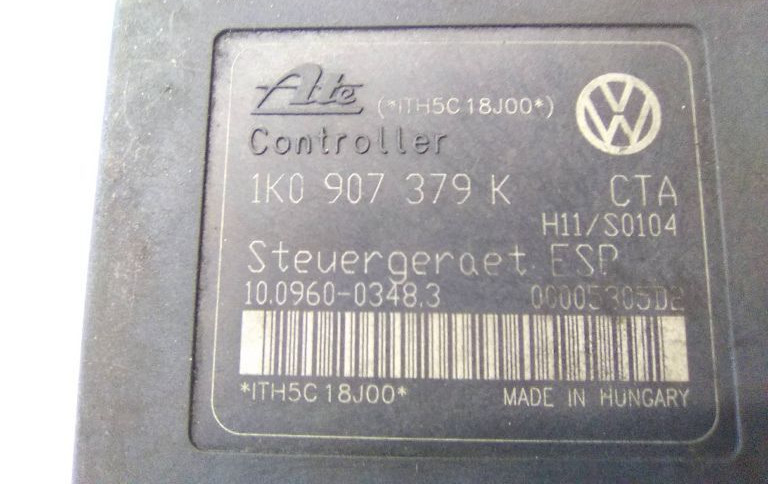 Ate (*ITH5C18J00*)
Controller
1K0 907 379 K CTA
H11/S0104
Steuergeraet ESP
10.0960-0348.3 00005305D2
*ITH5C18J00* MADE IN HUNGARY